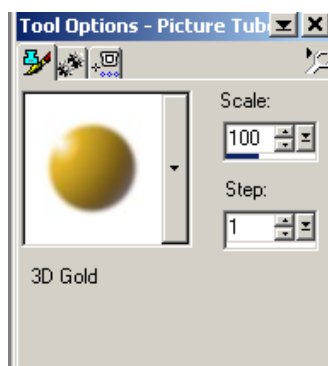 Tool Options - Picture Tub
Scale:
100
Step:
1
3D Gold